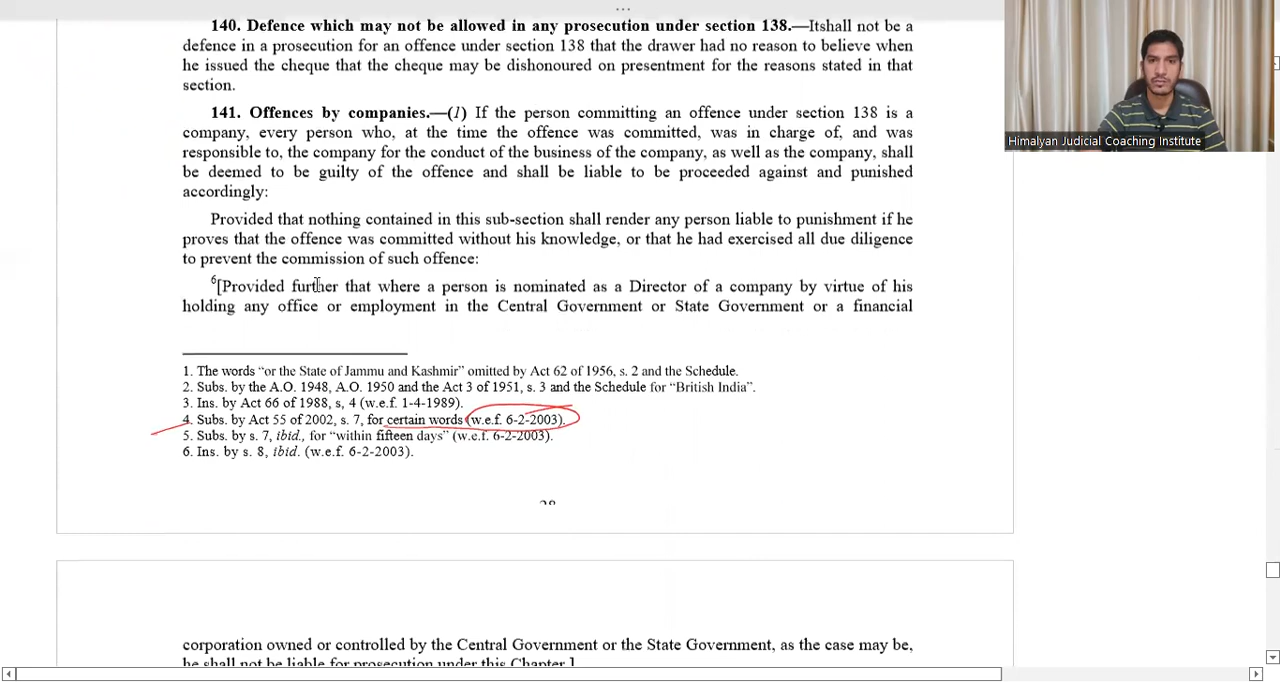 ...
140. Defence which may not be allowed in any prosecution under section 138.—Itshall not be a
defence in a prosecution for an offence under section 138 that the drawer had no reason to believe when
he issued the cheque that the cheque may be dishonoured on presentment for the reasons stated in that
section.
Himalyan Judicial Coaching Institute
141. Offences by companies.—(1) If the person committing an offence under section 138 is a
company, every person who, at the time the offence was committed, was in charge of, and was
responsible to, the company for the conduct of the business of the company, as well as the company, shall
be deemed to be guilty of the offence and shall be liable to be proceeded against and punished
accordingly:
Provided that nothing contained in this sub-section shall render any person liable to punishment if he
proves that the offence was committed without his knowledge, or that he had exercised all due diligence
to prevent the commission of such offence:
6[Provided further that where a person is nominated as a Director of a company by virtue of his
holding any office or employment in the Central Government or State Government or a financial
1. The words “or the State of Jammu and Kashmir” omitted by Act 62 of 1956, s. 2 and the Schedule.
2. Subs. by the A.O. 1948, A.O. 1950 and the Act 3 of 1951, s. 3 and the Schedule for “British India”.
3. Ins. by Act 66 of 1988, s, 4 (w.e.f. 1-4-1989).
4. Subs. by Act 55 of 2002, s. 7, for certain words (w.e.f. 6-2-2003).
5. Subs. by s. 7, ibid., for “within fifteen days” (w.e.f. 6-2-2003).
6. Ins. by s. 8, ibid. (w.e.f. 6-2-2003).
corporation owned or controlled by the Central Government or the State Government, as the case may be,
he shall not be liable for prosecution under this Chapter.]